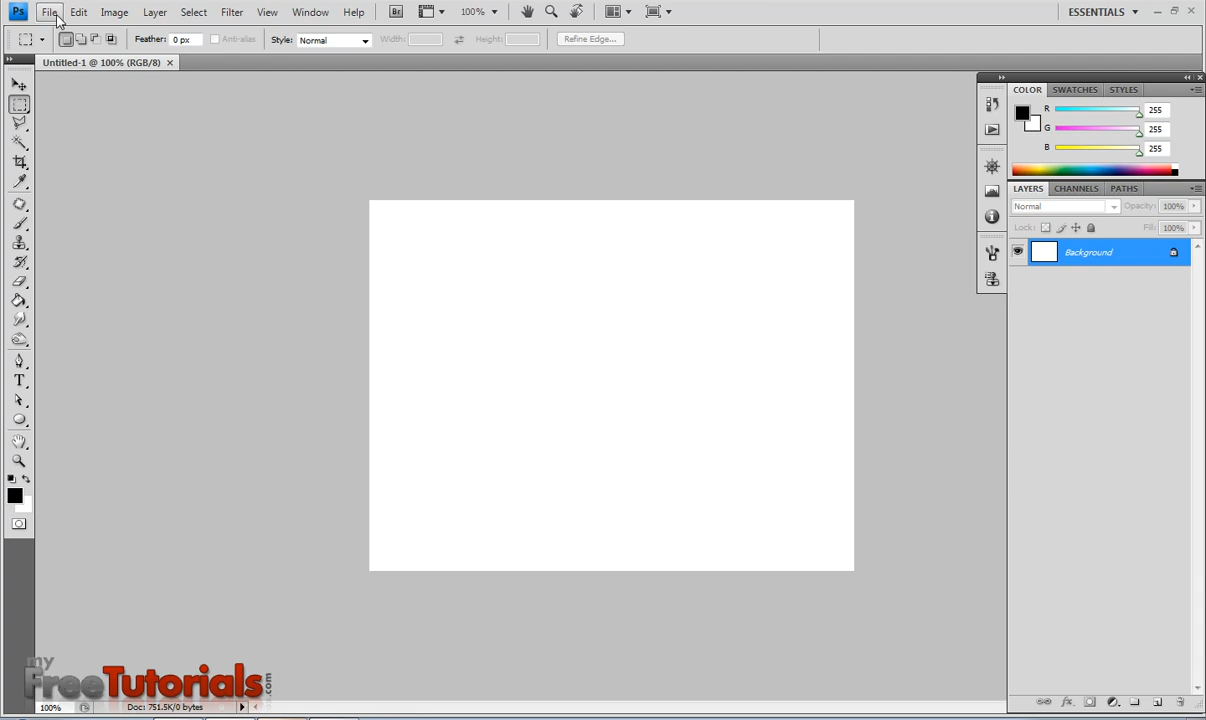 Ps File Edit Image Layer Select Filter View Window Help Br 100% ESSENTIALS
Feather: 0 px Anti-alias Style: Normal Width: Height: Refine Edge...
Untitled-1 @ 100% (RGB/8)
COLOR SWATCHES STYLES
R 255
G 255
B 255
LAYERS CHANNELS PATHS
Normal Opacity: 100%
Lock: Fill: 100%
Background
T
my
FreeTutorials.com
100% Doc: 751.5K/0 bytes
fx